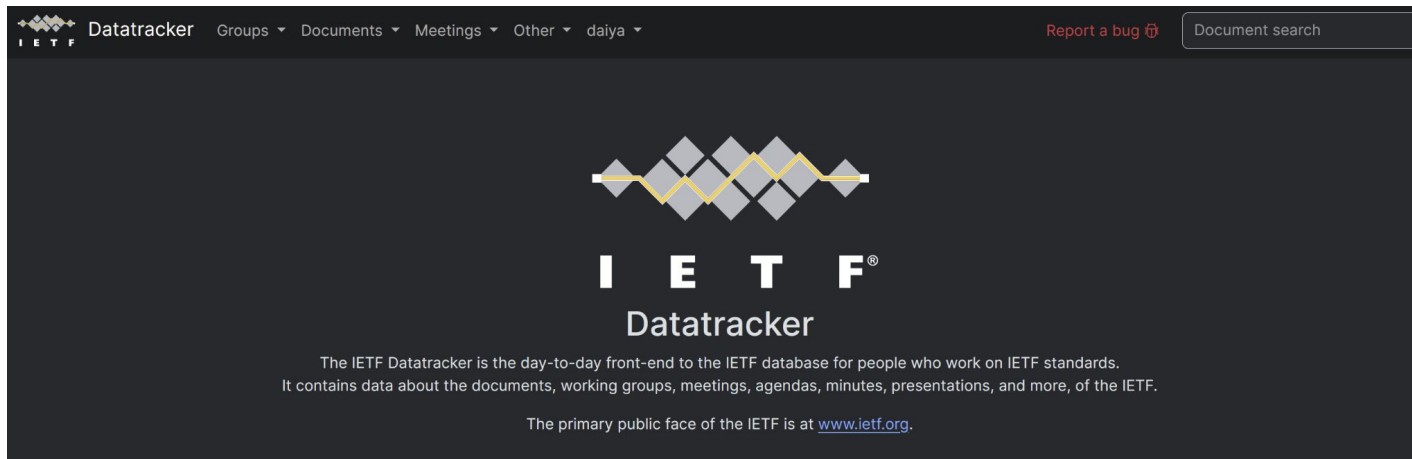 IETF Datatracker Groups Documents Meetings Other daiya Report a bug Document search
I E T F®
Datatracker
The IETF Datatracker is the day-to-day front-end to the IETF database for people who work on IETF standards.
It contains data about the documents, working groups, meetings, agendas, minutes, presentations, and more, of the IETF.
The primary public face of the IETF is at www.ietf.org.